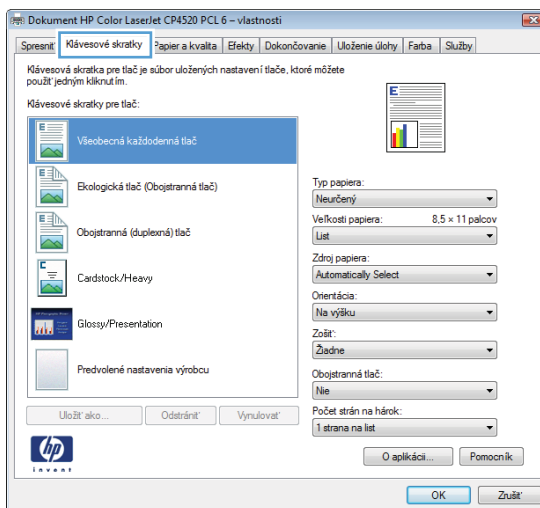 Dokument HP Color LaserJet CP4520 PCL 6 – vlastnosti
Spresniť Klávesové skratky Papier a kvalita Efekty Dokončovanie Uloženie úlohy Farba Služby
Klávesová skratka pre tlač je súbor uložených nastavení tlače, ktoré môžete
použiť jedným kliknutím.
Klávesové skratky pre tlač:
Všeobecná každodenná tlač
Ekologická tlač (Obojstranná tlač)
Obojstranná (duplexná) tlač
Cardstock/Heavy
Glossy/Presentation
Predvolené nastavenia výrobcu
Uložiť ako... Odstrániť Vynulovať
Typ papiera:
Neurčený
Veľkosti papiera: 8,5 × 11 palcov
List
Zdroj papiera:
Automatically Select
Orientácia:
Na výšku
Zošiť:
Žiadne
Obojstranná tlač:
Nie
Počet strán na hárok:
1 strana na list
hp
invent
O aplikácii... Pomocník
OK Zrušiť